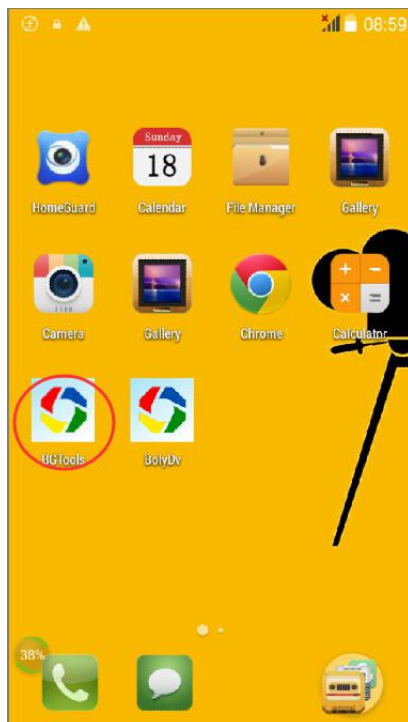 08:59
Sunday
18
HomeGuard
Calendar
File Manager
Gallery
Camera
Gallery
Chrome
Calculator
BGTools
BolyDv
38%